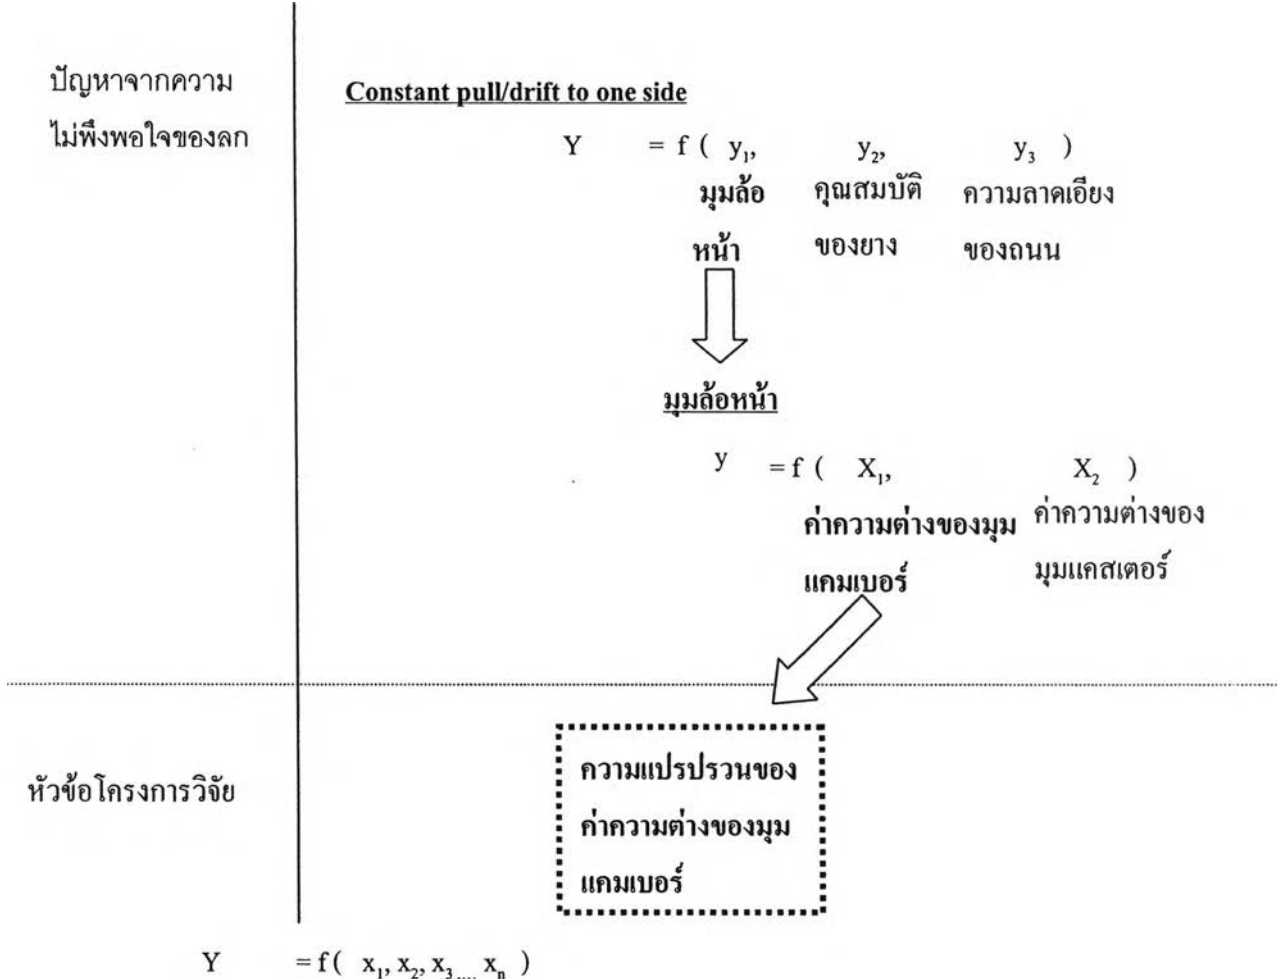 ปัญหาจากความ
ไม่พึงพอใจของลก
Constant pull/drift to one side
Y = f ( y₁, y₂, y₃ )
มุมล้อ คุณสมบัติ ความลาดเอียง
หน้า ของยาง ของถนน
มุมล้อหน้า
y = f ( X₁, X₂ )
ค่าความต่างของมุม ค่าความต่างของ
แคมเบอร์ มุมแคสเตอร์
หัวข้อโครงการวิจัย
ความแปรปรวนของ
ค่าความต่างของมุม
แคมเบอร์
Y = f ( x₁, x₂, x₃ .... xₙ )